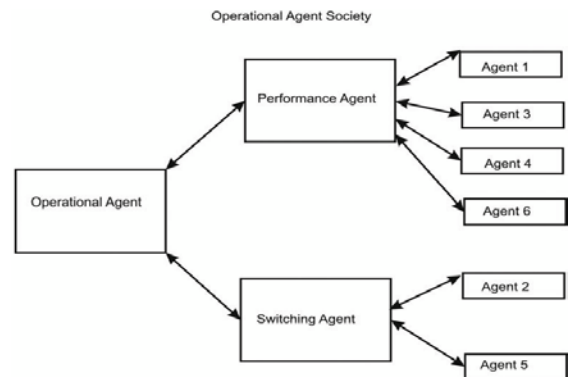 Operational Agent Society
Agent 1
Performance Agent
Agent 3
Agent 4
Operational Agent
Agent 6
Agent 2
Switching Agent
Agent 5